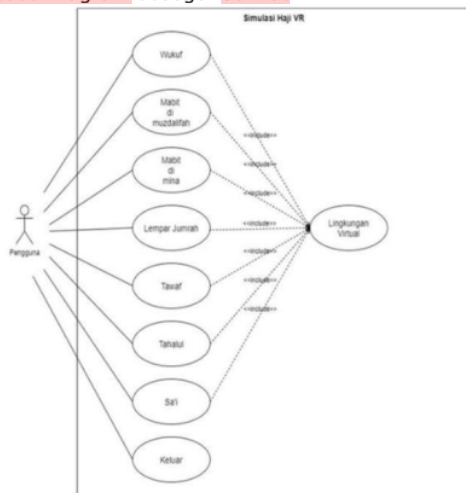 Simulasi Haji VR
Wukuf
Mabit
di
muzdalifah
<<include>>
Mabit
di
mina
<<include>>
<<include>>
Lempar Jumrah
<<include>>
Lingkungan
Virtual
Pengguna
<<include>>
Tawaf
<<include>>
Tahalul
<<include>>
Sa'i
Keluar